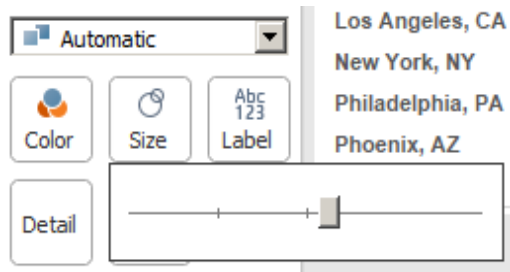 Automatic
Color
Size
Abc
123
Label
Detail
Los Angeles, CA
New York, NY
Philadelphia, PA
Phoenix, AZ